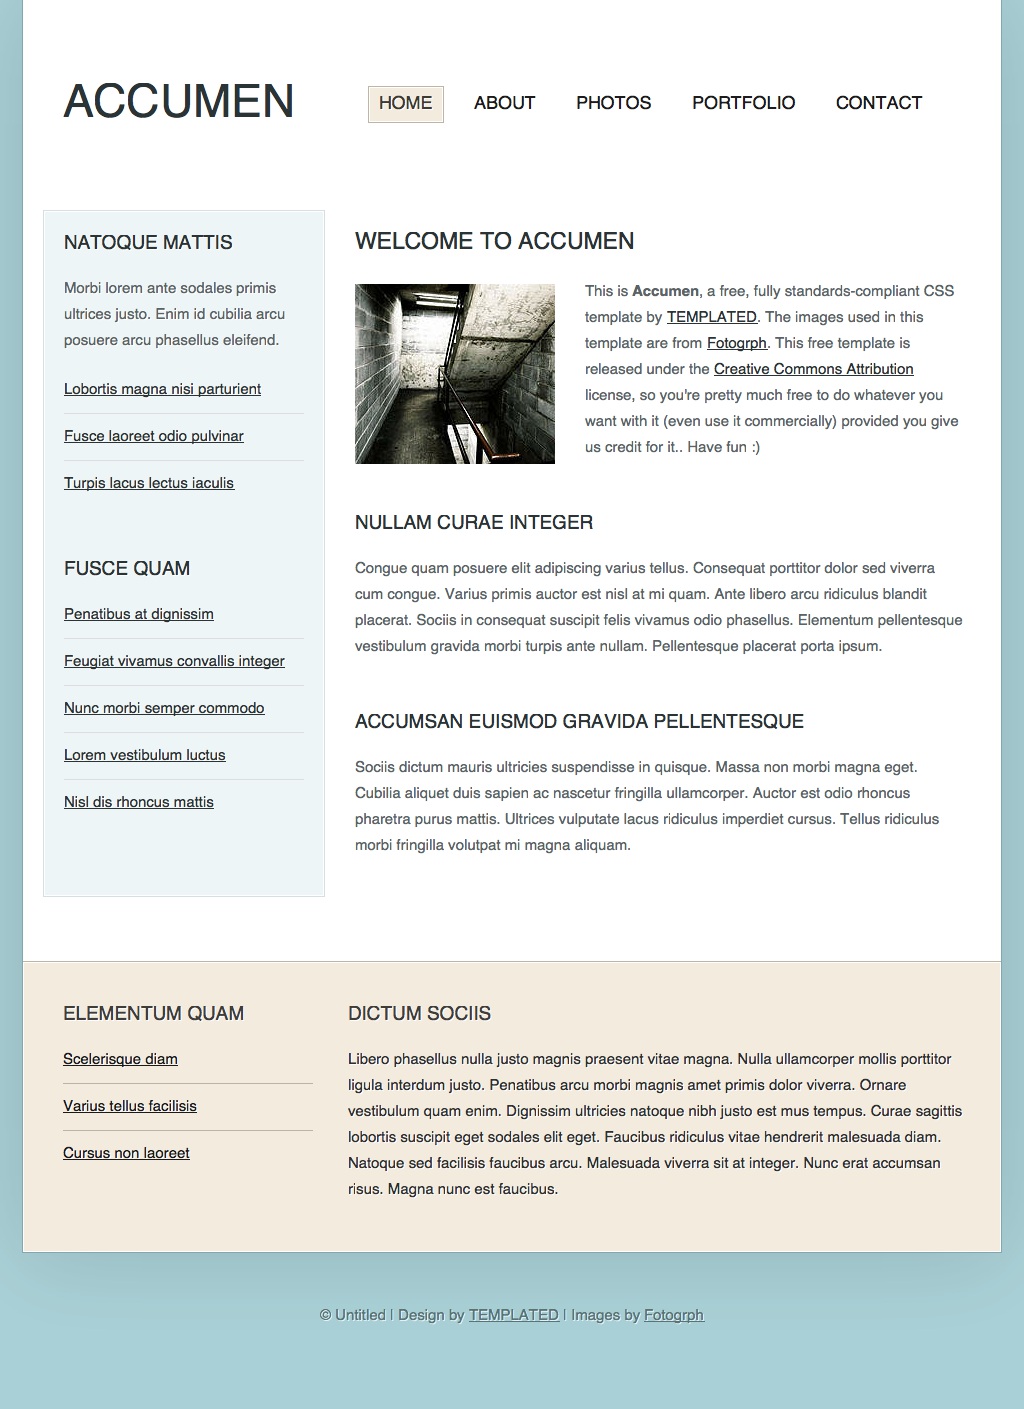 ACCUMEN
HOME ABOUT PHOTOS PORTFOLIO CONTACT
NATOQUE MATTIS
Morbi lorem ante sodales primis
ultrices justo. Enim id cubilia arcu
posuere arcu phasellus eleifend.
Lobortis magna nisi parturient
Fusce laoreet odio pulvinar
Turpis lacus lectus iaculis
FUSCE QUAM
Penatibus at dignissim
Feugiat vivamus convallis integer
Nunc morbi semper commodo
Lorem vestibulum luctus
Nisl dis rhoncus mattis
WELCOME TO ACCUMEN
This is Accumen, a free, fully standards-compliant CSS
template by TEMPLATED. The images used in this
template are from Fotogrph. This free template is
released under the Creative Commons Attribution
license, so you're pretty much free to do whatever you
want with it (even use it commercially) provided you give
us credit for it.. Have fun :)
NULLAM CURAE INTEGER
Congue quam posuere elit adipiscing varius tellus. Consequat porttitor dolor sed viverra
cum congue. Varius primis auctor est nisl at mi quam. Ante libero arcu ridiculus blandit
placerat. Sociis in consequat suscipit felis vivamus odio phasellus. Elementum pellentesque
vestibulum gravida morbi turpis ante nullam. Pellentesque placerat porta ipsum.
ACCUMSAN EUISMOD GRAVIDA PELLENTESQUE
Sociis dictum mauris ultricies suspendisse in quisque. Massa non morbi magna eget.
Cubilia aliquet duis sapien ac nascetur fringilla ullamcorper. Auctor est odio rhoncus
pharetra purus mattis. Ultrices vulputate lacus ridiculus imperdiet cursus. Tellus ridiculus
morbi fringilla volutpat mi magna aliquam.
ELEMENTUM QUAM
Scelerisque diam
Varius tellus facilisis
Cursus non laoreet
DICTUM SOCIIS
Libero phasellus nulla justo magnis praesent vitae magna. Nulla ullamcorper mollis porttitor
ligula interdum justo. Penatibus arcu morbi magnis amet primis dolor viverra. Ornare
vestibulum quam enim. Dignissim ultricies natoque nibh justo est mus tempus. Curae sagittis
lobortis suscipit eget sodales elit eget. Faucibus ridiculus vitae hendrerit malesuada diam.
Natoque sed facilisis faucibus arcu. Malesuada viverra sit at integer. Nunc erat accumsan
risus. Magna nunc est faucibus.
© Untitled | Design by TEMPLATED | Images by Fotogrph